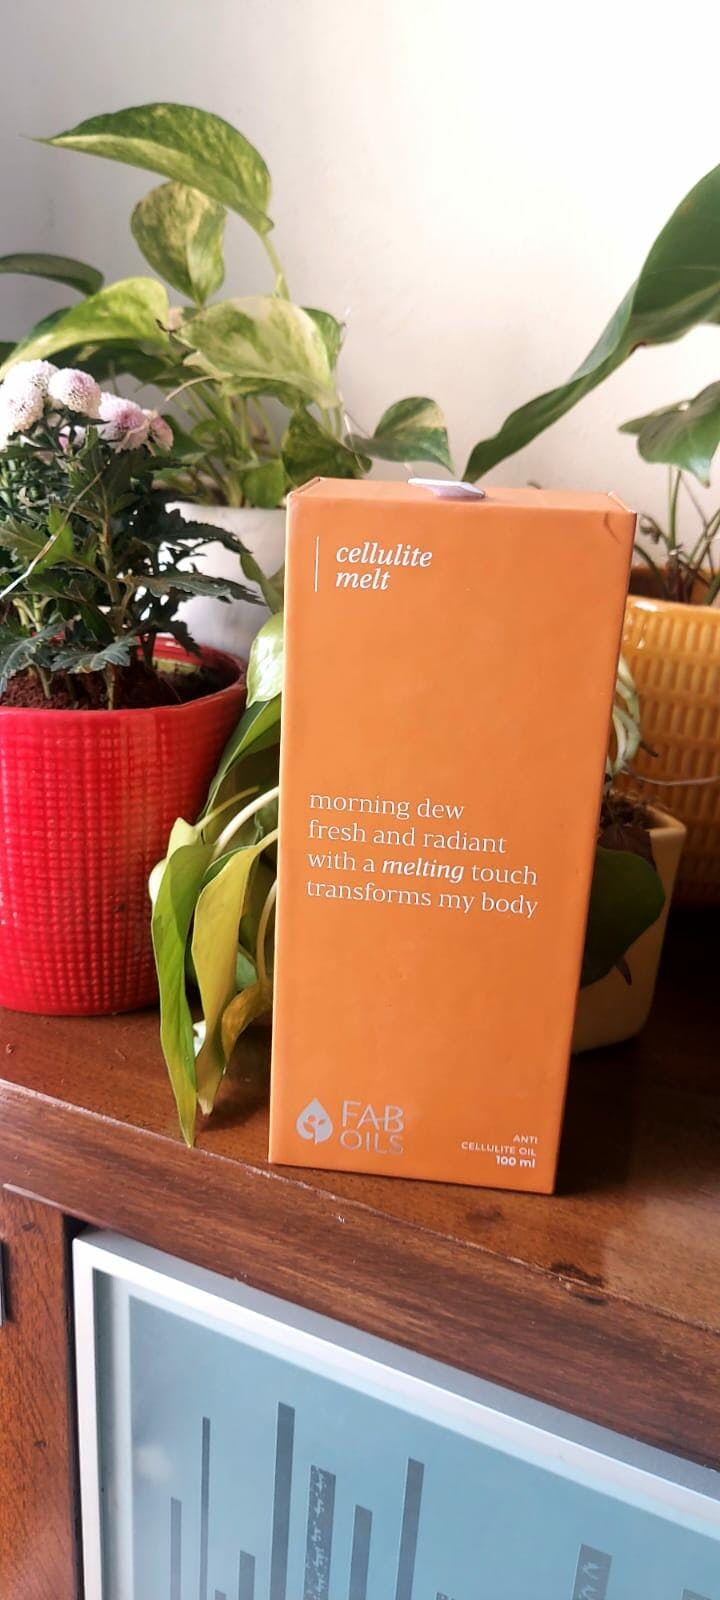 cellulite
melt
morning dew
fresh and radiant
with a melting touch
transforms my body
FAB
OILS
ANTI
CELLULITE OIL
100 ml